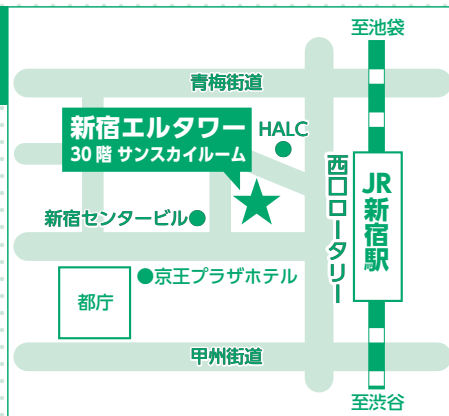 至池袋
青梅街道
新宿エルタワー
30階 サンスカイルーム
HALC
西口ロータリー
JR新宿駅
新宿センタービル
京王プラザホテル
都庁
甲州街道
至渋谷